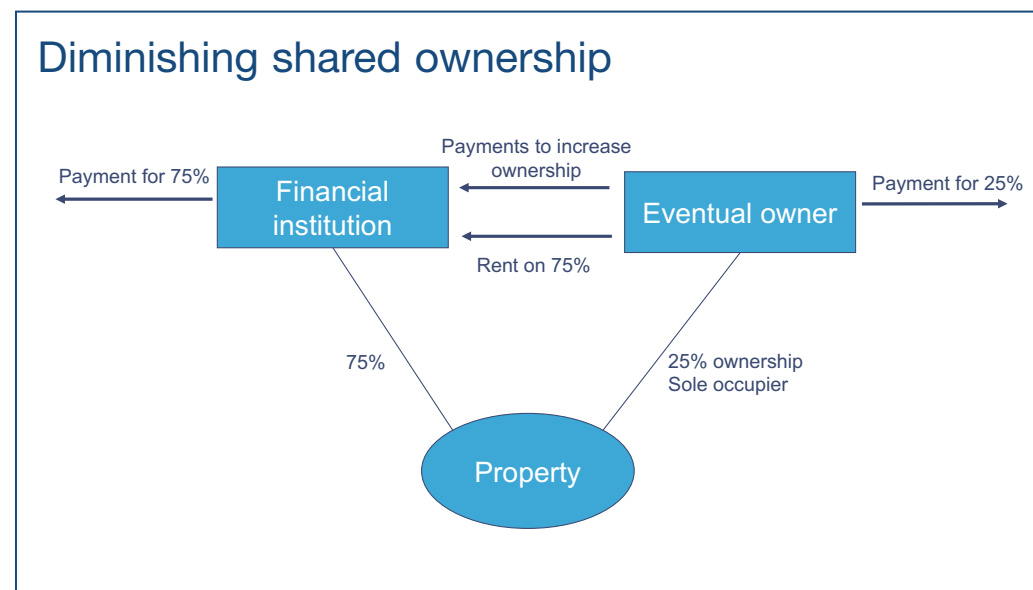 Diminishing shared ownership
Payments to increase
ownership
Payment for 75%
Financial
institution
Eventual owner
Payment for 25%
Rent on 75%
75%
25% ownership
Sole occupier
Property